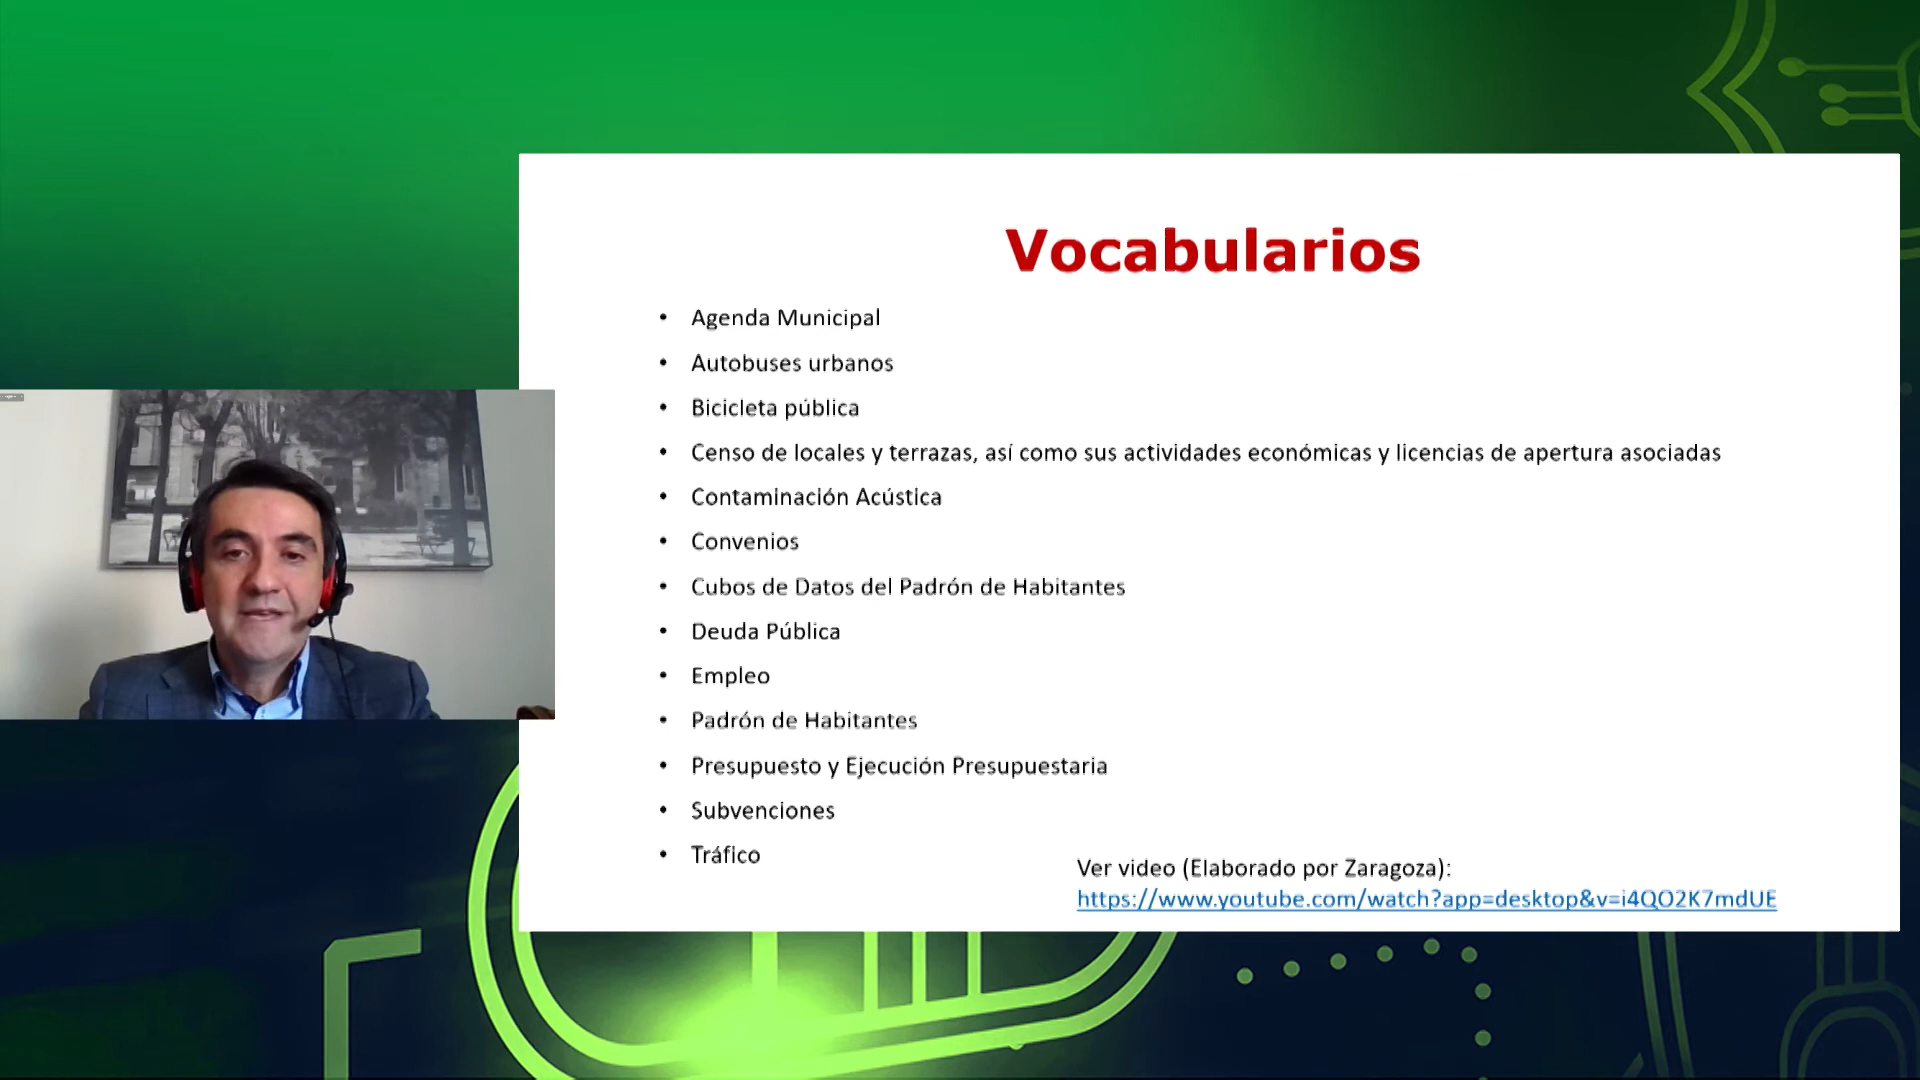 Vocabularios
• Agenda Municipal
• Autobuses urbanos
• Bicicleta pública
• Censo de locales y terrazas, así como sus actividades económicas y licencias de apertura asociadas
• Contaminación Acústica
• Convenios
• Cubos de Datos del Padrón de Habitantes
• Deuda Pública
• Empleo
• Padrón de Habitantes
• Presupuesto y Ejecución Presupuestaria
• Subvenciones
• Tráfico
Ver video (Elaborado por Zaragoza):
https://www.youtube.com/watch?app=desktop&v=i4QO2K7mdUE